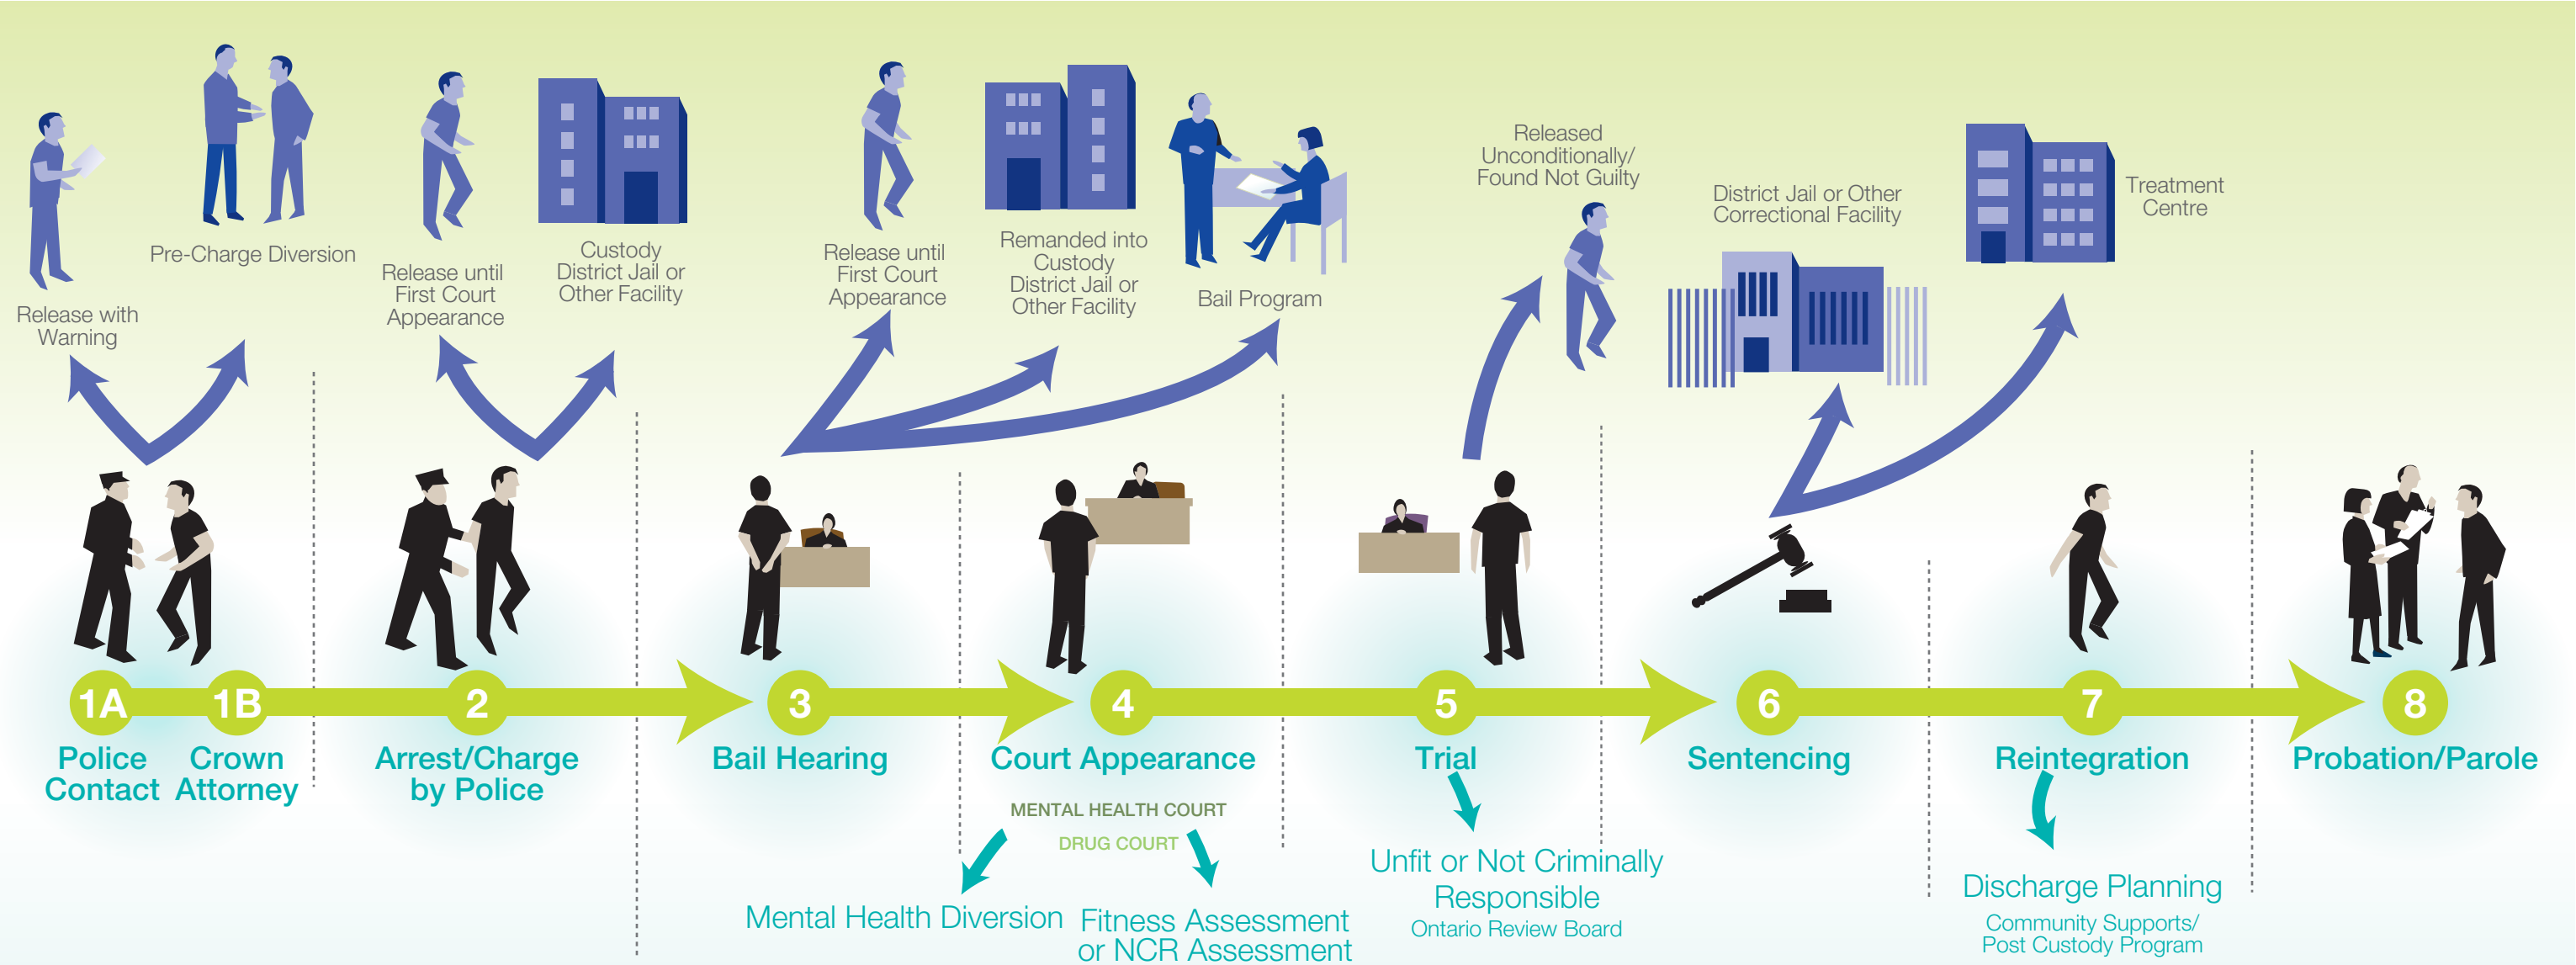 Release with
Warning
Pre-Charge Diversion
Release until
First Court
Appearance
Custody
District Jail or
Other Facility
Release until
First Court
Appearance
Remanded into
Custody
District Jail or
Other Facility
Bail Program
Released
Unconditionally/
Found Not Guilty
District Jail or Other
Correctional Facility
Treatment
Centre
1A
Police
Contact
1B
Crown
Attorney
2
Arrest/Charge
by Police
3
Bail Hearing
4
Court Appearance
MENTAL HEALTH COURT
DRUG COURT
Mental Health Diversion
Fitness Assessment
or NCR Assessment
5
Trial
Unfit or Not Criminally
Responsible
Ontario Review Board
6
Sentencing
7
Reintegration
Discharge Planning
Community Supports/
Post Custody Program
8
Probation/Parole